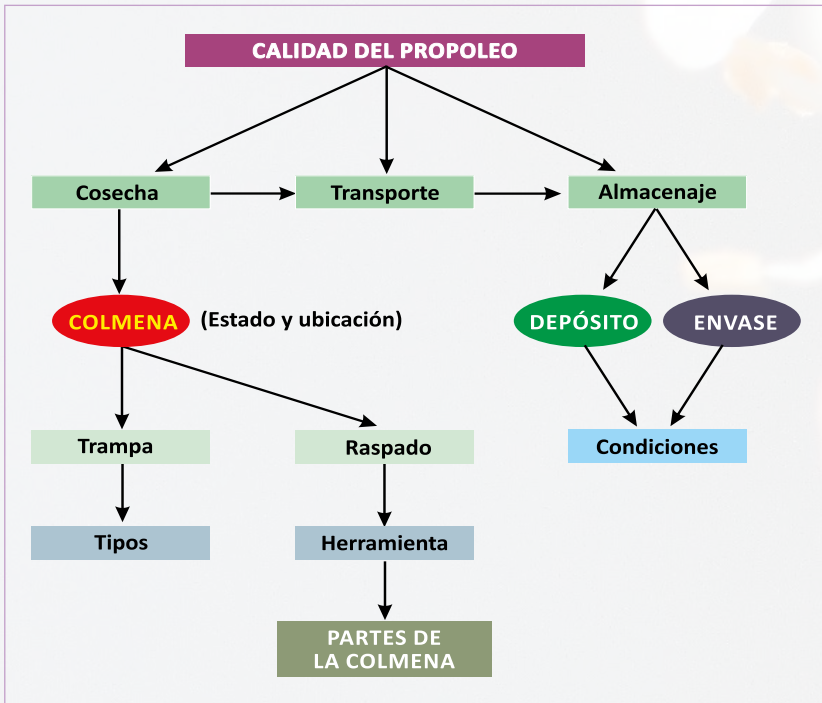 CALIDAD DEL PROPOLEO
Cosecha
Transporte
Almacenaje
COLMENA
(Estado y ubicación)
DEPÓSITO
ENVASE
Trampa
Raspado
Condiciones
Tipos
Herramienta
PARTES DE
LA COLMENA